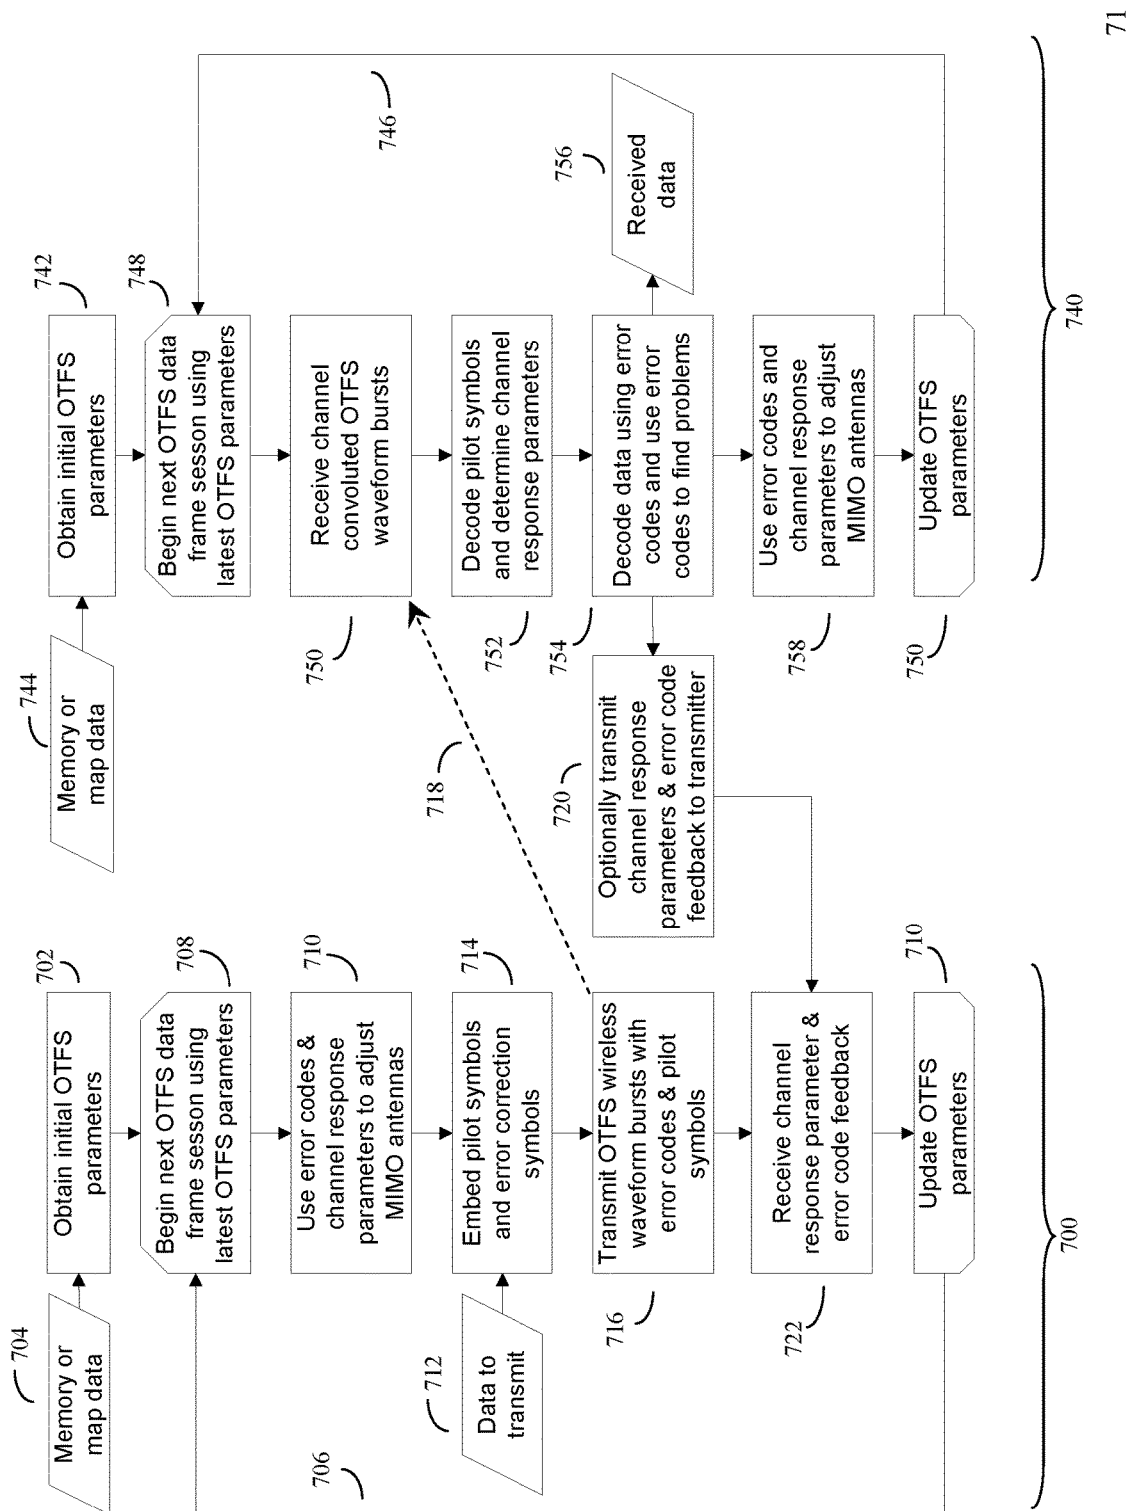 704
Memory or
map data
702
Obtain initial OTFS
parameters
708
Begin next OTFS data
frame sesson using
latest OTFS parameters
710
Use error codes &
channel response
parameters to adjust
MIMO antennas
712
Data to
transmit
714
Embed pilot symbols
and error correction
symbols
716
Transmit OTFS wireless
waveform bursts with
error codes & pilot
symbols
718
720
Optionally transmit
channel response
parameters & error code
feedback to transmitter
722
Receive channel
response parameter &
error code feedback
710
Update OTFS
parameters
706
700
744
Memory or
map data
742
Obtain initial OTFS
parameters
748
Begin next OTFS data
frame sesson using
latest OTFS parameters
750
Receive channel
convoluted OTFS
waveform bursts
752
Decode pilot symbols
and determine channel
response parameters
754
Decode data using error
codes and use error
codes to find problems
756
Received
data
758
Use error codes and
channel response
parameters to adjust
MIMO antennas
750
Update OTFS
parameters
746
740
71